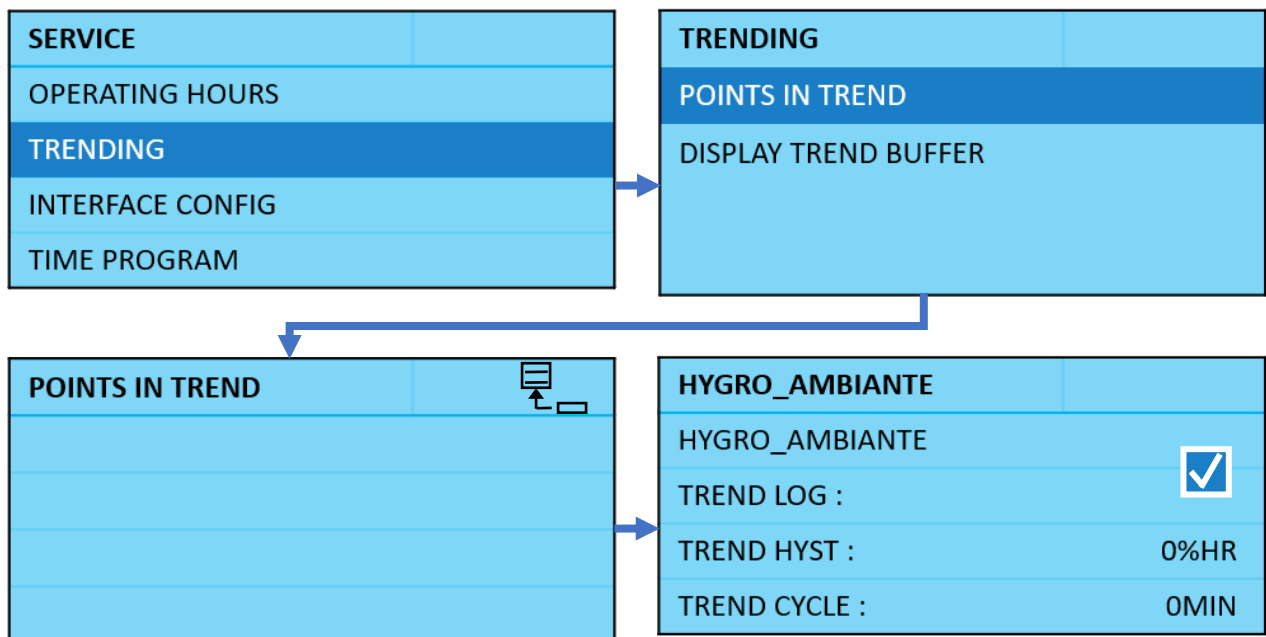 SERVICE
OPERATING HOURS
TRENDING
INTERFACE CONFIG
TIME PROGRAM
TRENDING
POINTS IN TREND
DISPLAY TREND BUFFER
POINTS IN TREND
HYGRO_AMBIANTE
HYGRO_AMBIANTE
TREND LOG :
TREND HYST : 0%HR
TREND CYCLE : 0MIN